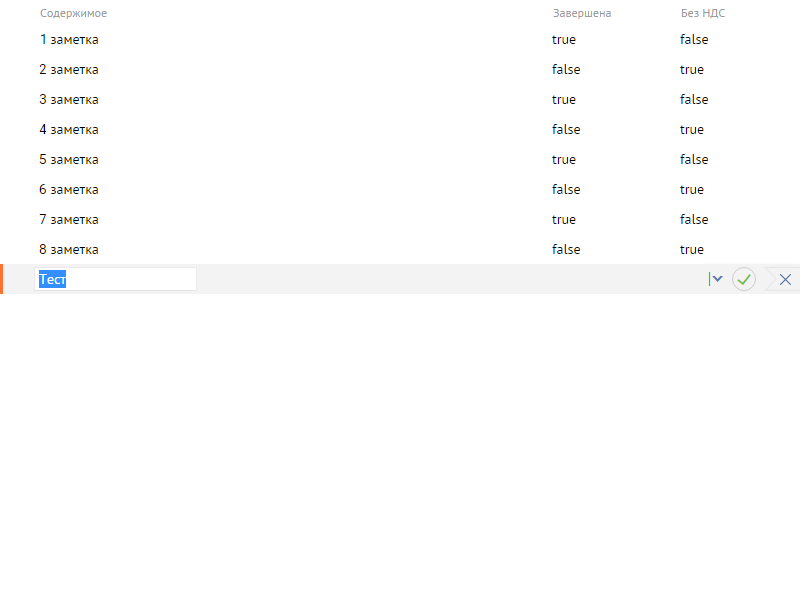 Содержимое Завершена Без НДС
1 заметка true false
2 заметка false true
3 заметка true false
4 заметка false true
5 заметка true false
6 заметка false true
7 заметка true false
8 заметка false true
Тест